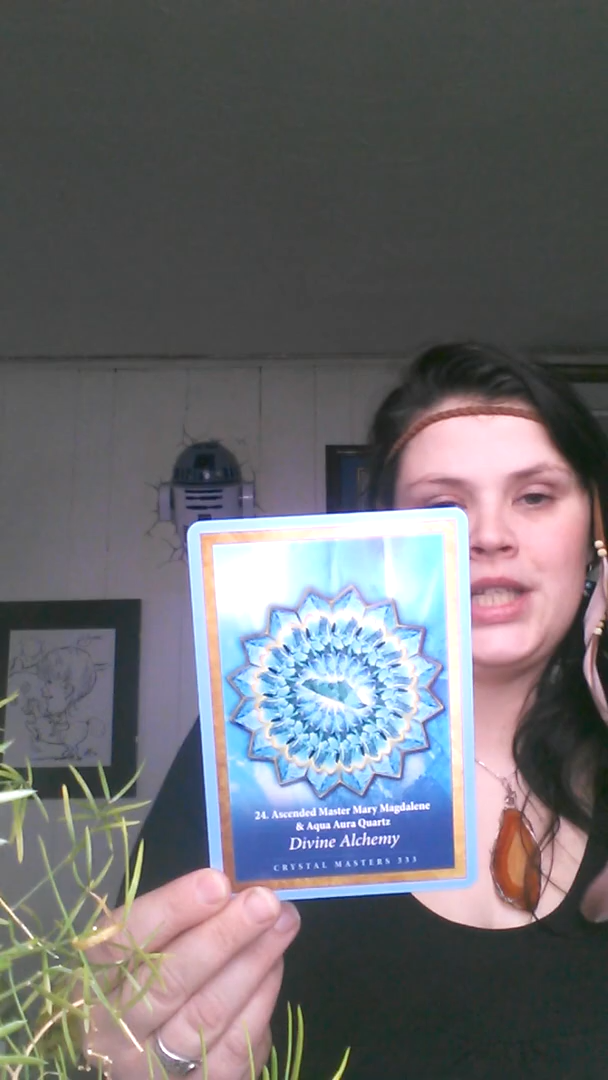 24. Ascended Master Mary Magdalene
& Aqua Aura Quartz
Divine Alchemy
CRYSTAL MASTERS 333